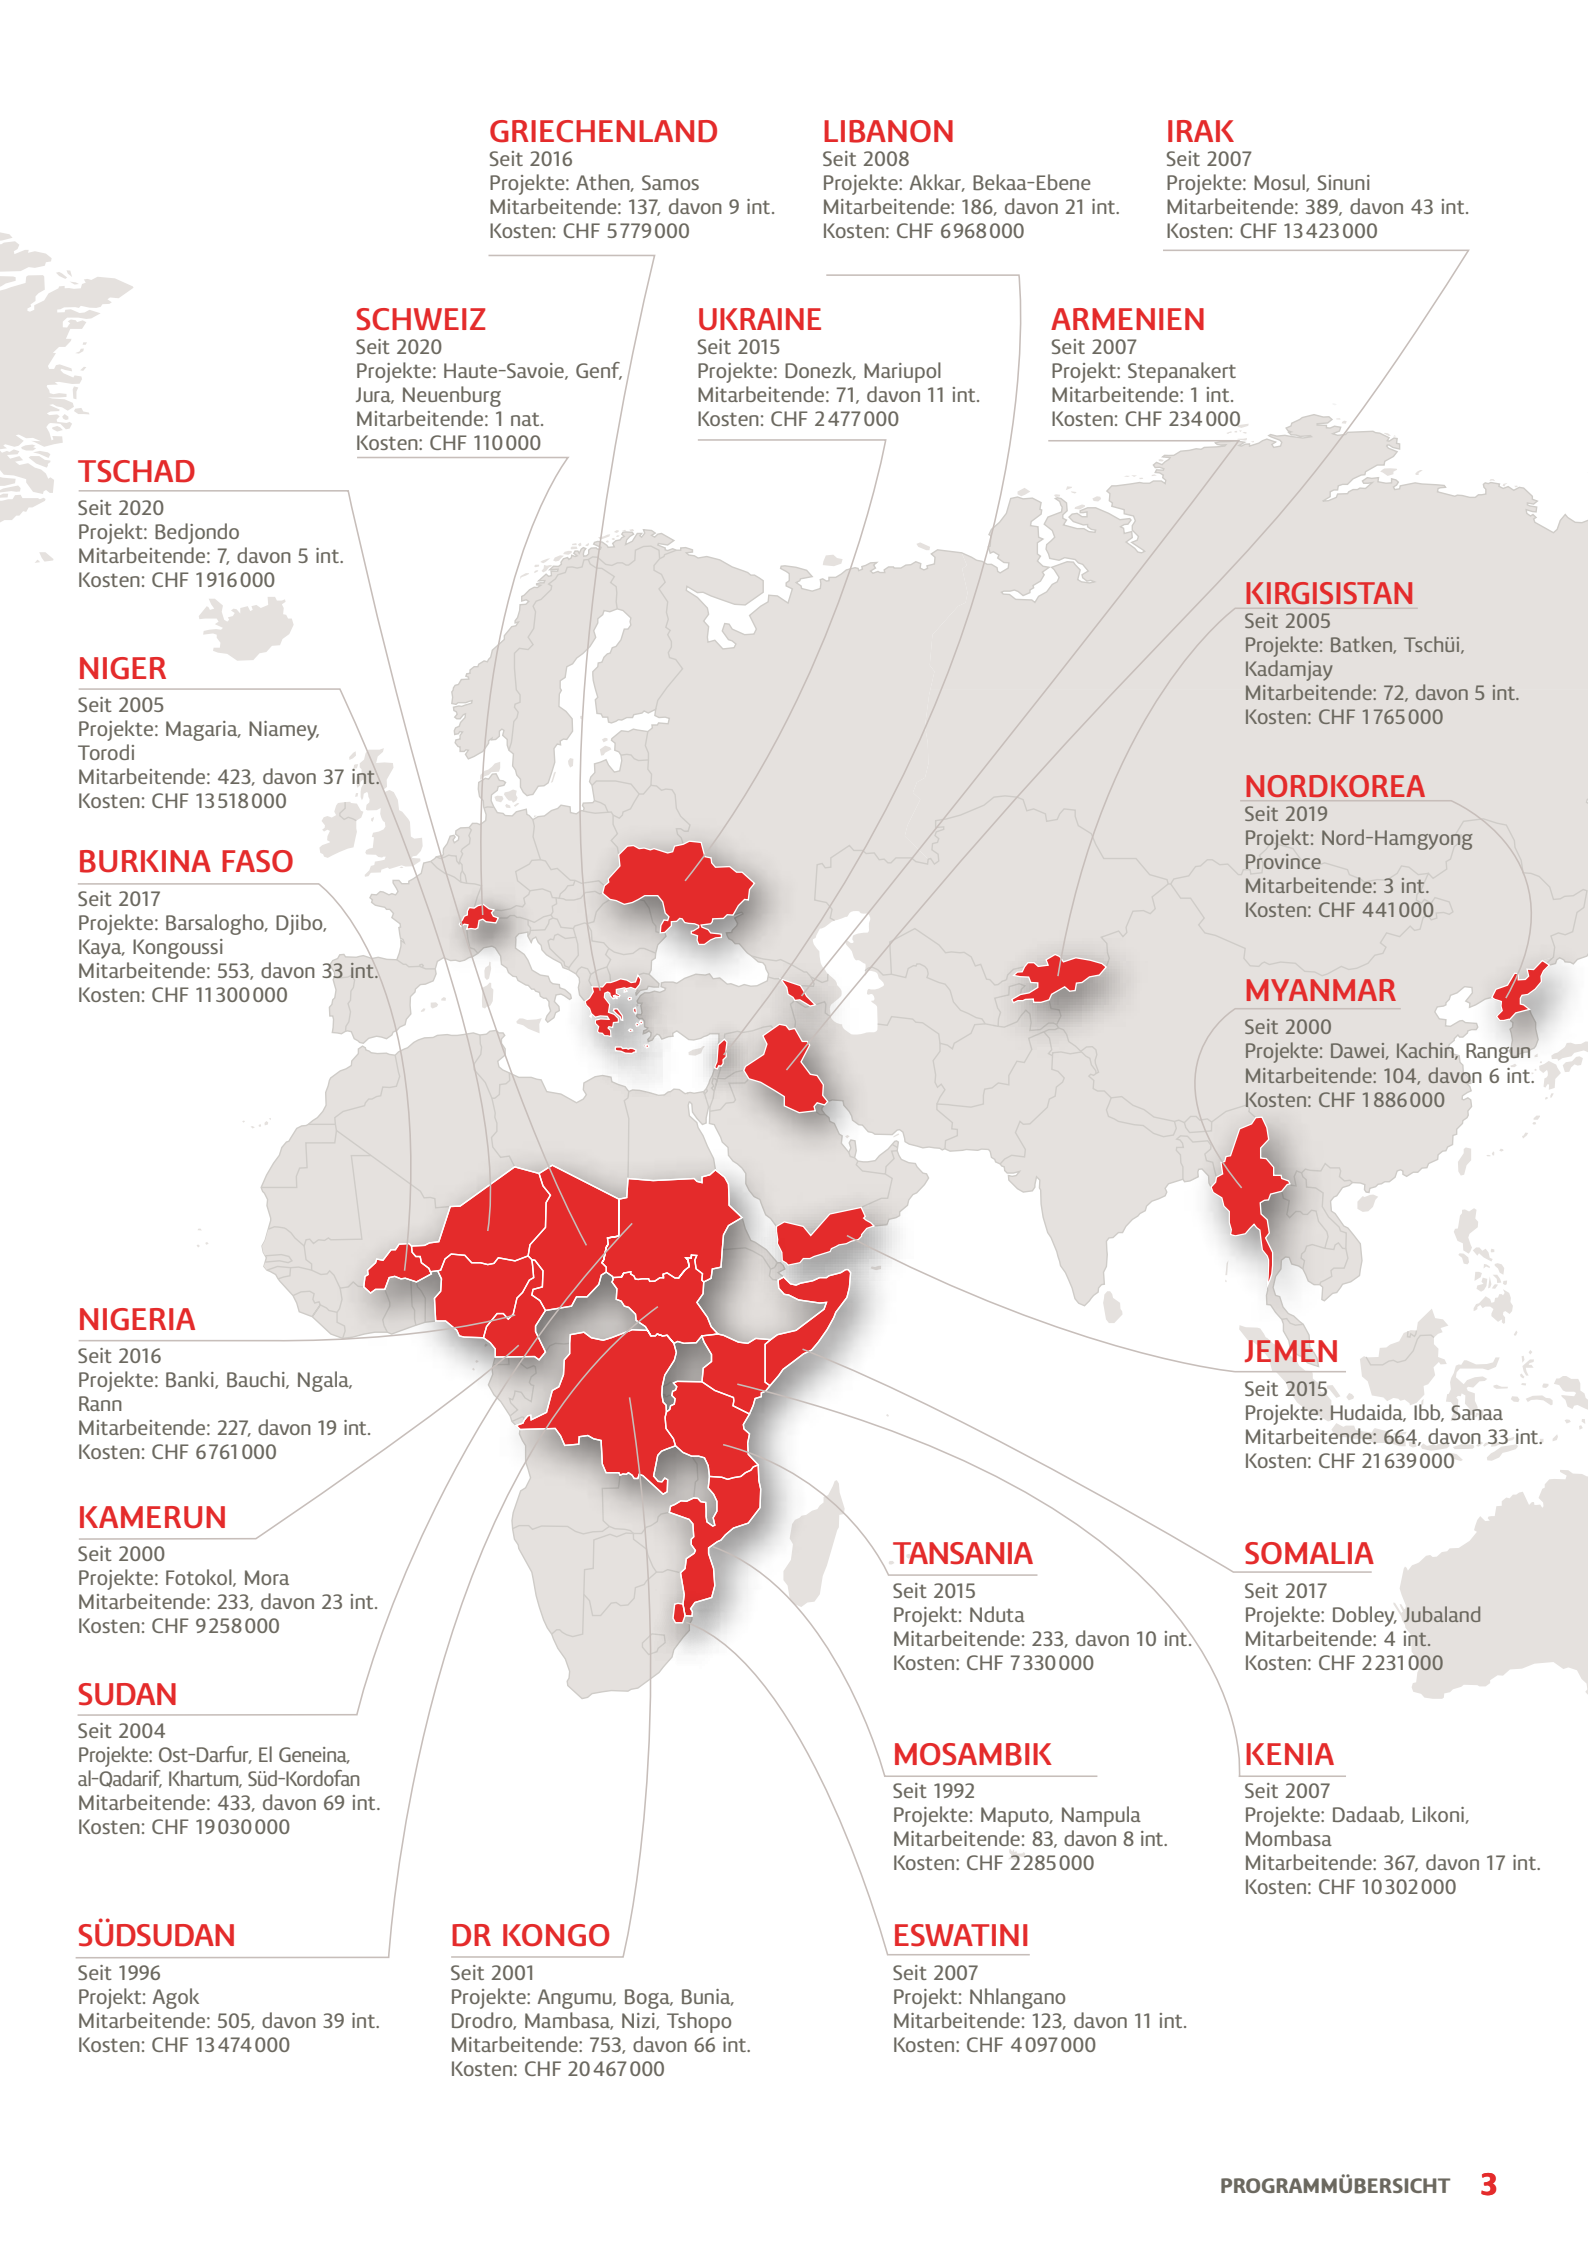 GRIECHENLAND
Seit 2016
Projekte: Athen, Samos
Mitarbeitende: 137, davon 9 int.
Kosten: CHF 5779000
LIBANON
Seit 2008
Projekte: Akkar, Bekaa-Ebene
Mitarbeitende: 186, davon 21 int.
Kosten: CHF 6968000
IRAK
Seit 2007
Projekte: Mosul, Sinuni
Mitarbeitende: 389, davon 43 int.
Kosten: CHF 13423000
SCHWEIZ
Seit 2020
Projekte: Haute-Savoie, Genf,
Jura, Neuenburg
Mitarbeitende: 1 nat.
Kosten: CHF 110000
UKRAINE
Seit 2015
Projekte: Donezk, Mariupol
Mitarbeitende: 71, davon 11 int.
Kosten: CHF 2477000
ARMENIEN
Seit 2007
Projekt: Stepanakert
Mitarbeitende: 1 int.
Kosten: CHF 234000
TSCHAD
Seit 2020
Projekt: Bedjondo
Mitarbeitende: 7, davon 5 int.
Kosten: CHF 1916000
NIGER
Seit 2005
Projekte: Magaria, Niamey,
Torodi
Mitarbeitende: 423, davon 37 int.
Kosten: CHF 13518000
BURKINA FASO
Seit 2017
Projekte: Barsalogho, Djibo,
Kaya, Kongoussi
Mitarbeitende: 553, davon 33 int.
Kosten: CHF 11300000
KIRGISISTAN
Seit 2005
Projekte: Batken, Tschüi,
Kadamjay
Mitarbeitende: 72, davon 5 int.
Kosten: CHF 1765000
NORDKOREA
Seit 2019
Projekt: Nord-Hamgyong
Province
Mitarbeitende: 3 int.
Kosten: CHF 441000
MYANMAR
Seit 2000
Projekte: Dawei, Kachin, Rangun
Mitarbeitende: 104, davon 6 int.
Kosten: CHF 1886000
NIGERIA
Seit 2016
Projekte: Banki, Bauchi, Ngala,
Rann
Mitarbeitende: 227, davon 19 int.
Kosten: CHF 6761000
JEMEN
Seit 2015
Projekte: Hudaida, Ibb, Sanaa
Mitarbeitende: 664, davon 33 int.
Kosten: CHF 21639000
KAMERUN
Seit 2000
Projekte: Fotokol, Mora
Mitarbeitende: 233, davon 23 int.
Kosten: CHF 9258000
TANSANIA
Seit 2015
Projekt: Nduta
Mitarbeitende: 233, davon 10 int.
Kosten: CHF 7330000
SOMALIA
Seit 2017
Projekte: Dobley, Jubaland
Mitarbeitende: 4 int.
Kosten: CHF 2231000
SUDAN
Seit 2004
Projekte: Ost-Darfur, El Geneina,
al-Qadarif, Khartum, Süd-Kordofan
Mitarbeitende: 433, davon 69 int.
Kosten: CHF 19030000
MOSAMBIK
Seit 1992
Projekte: Maputo, Nampula
Mitarbeitende: 83, davon 8 int.
Kosten: CHF 2285000
KENIA
Seit 2007
Projekte: Dadaab, Likoni,
Mombasa
Mitarbeitende: 367, davon 17 int.
Kosten: CHF 10302000
SÜDSUDAN
Seit 1996
Projekt: Agok
Mitarbeitende: 505, davon 39 int.
Kosten: CHF 13474000
DR KONGO
Seit 2001
Projekte: Angumu, Boga, Bunia,
Drodro, Mambasa, Nizi, Tshopo
Mitarbeitende: 753, davon 66 int.
Kosten: CHF 20467000
ESWATINI
Seit 2007
Projekt: Nhlangano
Mitarbeitende: 123, davon 11 int.
Kosten: CHF 4097000
PROGRAMMÜBERSICHT 3